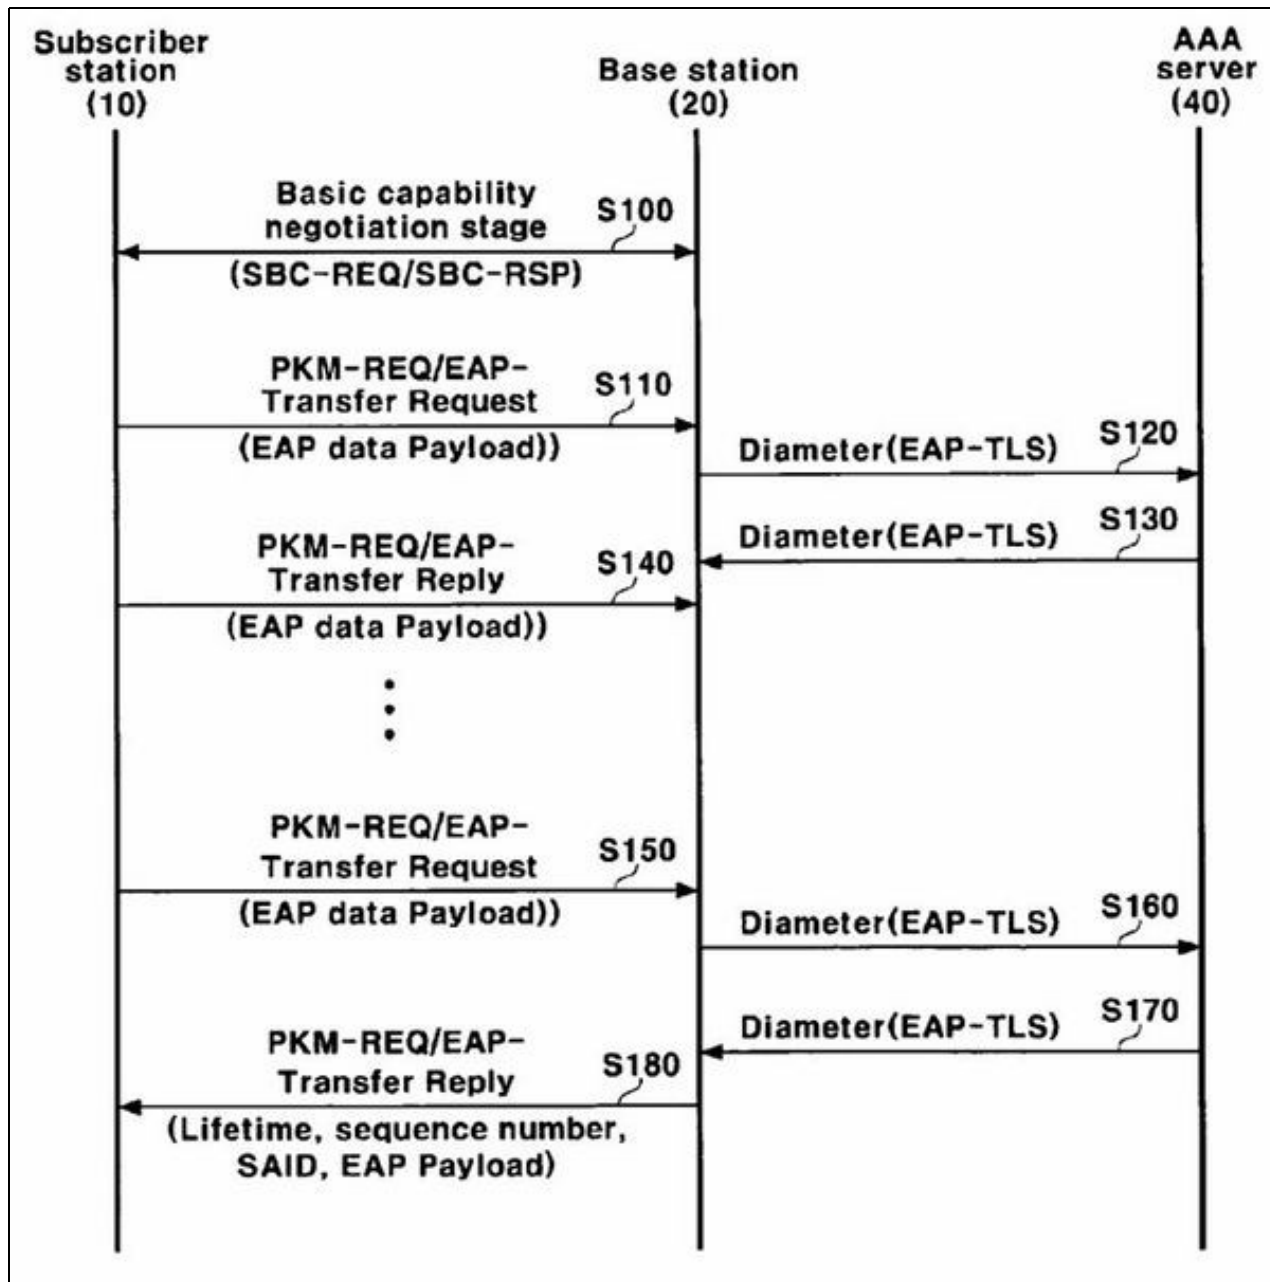 Subscriber
station
(10)
Base station
(20)
AAA
server
(40)
Basic capability
negotiation stage
S100
(SBC-REQ/SBC-RSP)
PKM-REQ/EAP-
Transfer Request
S110
(EAP data Payload))
Diameter(EAP-TLS)
S120
Diameter(EAP-TLS)
S130
PKM-REQ/EAP-
Transfer Reply
S140
(EAP data Payload))
PKM-REQ/EAP-
Transfer Request
S150
(EAP data Payload))
Diameter(EAP-TLS)
S160
Diameter(EAP-TLS)
S170
PKM-REQ/EAP-
Transfer Reply
S180
(Lifetime, sequence number,
SAID, EAP Payload)